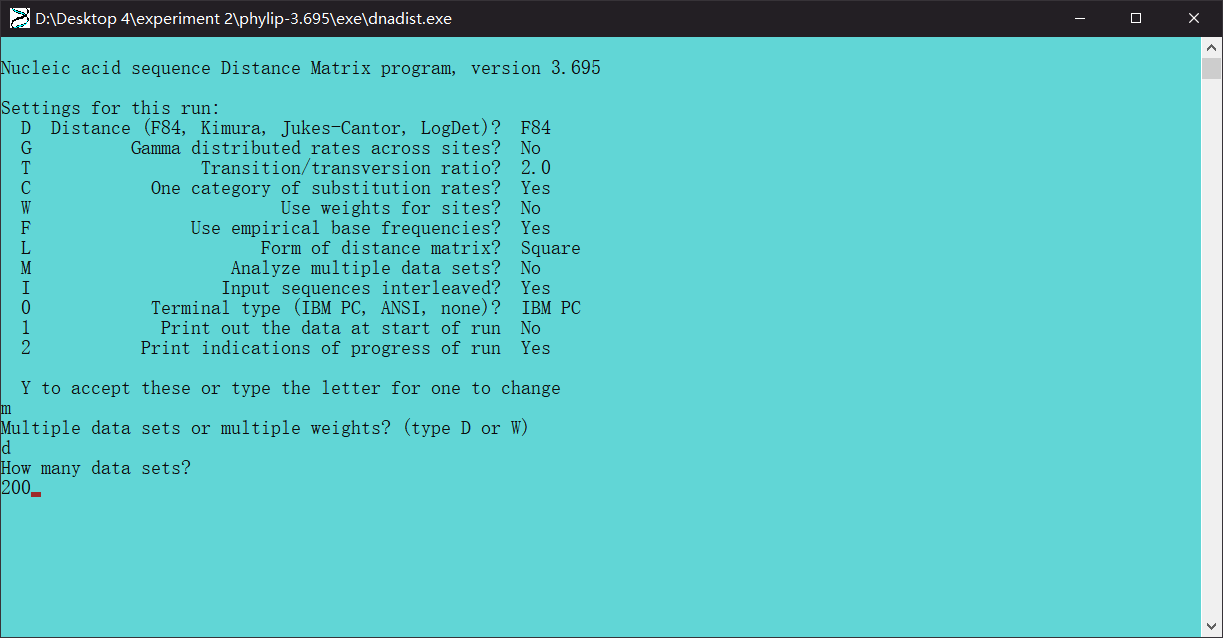 D:\Desktop 4\experiment 2\phylip-3.695\exe\dnadist.exe
Nucleic acid sequence Distance Matrix program, version 3.695
Settings for this run:
D Distance (F84, Kimura, Jukes-Cantor, LogDet)? F84
G Gamma distributed rates across sites? No
T Transition/transversion ratio? 2.0
C One category of substitution rates? Yes
W Use weights for sites? No
F Use empirical base frequencies? Yes
L Form of distance matrix? Square
M Analyze multiple data sets? No
I Input sequences interleaved? Yes
0 Terminal type (IBM PC, ANSI, none)? IBM PC
1 Print out the data at start of run No
2 Print indications of progress of run Yes
Y to accept these or type the letter for one to change
m
Multiple data sets or multiple weights? (type D or W)
d
How many data sets?
200